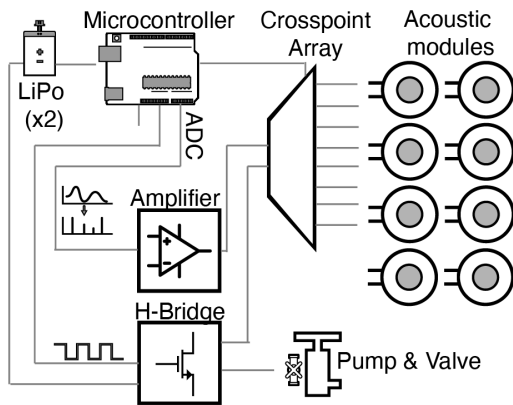 Microcontroller
Crosspoint
Array
Acoustic
modules
LiPo
(x2)
ADC
Amplifier
H-Bridge
Pump & Valve